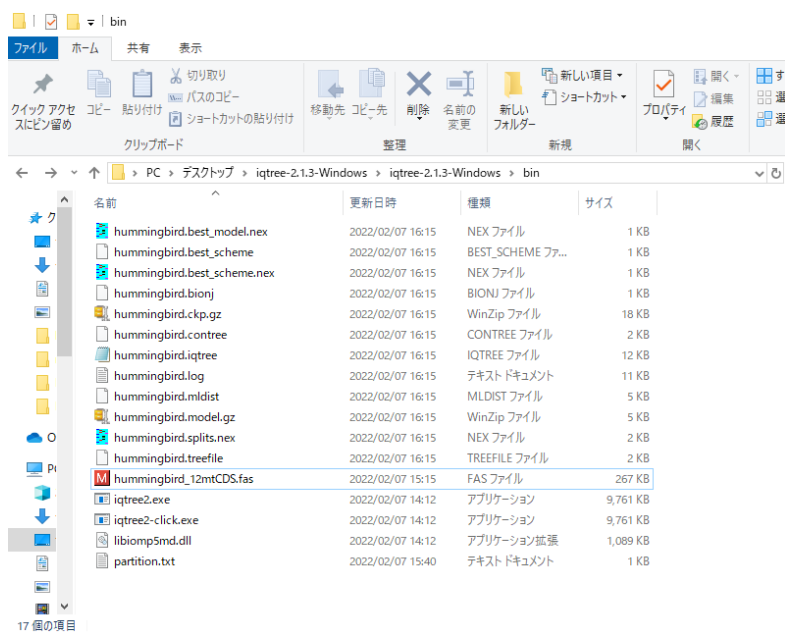 bin
ファイル ホーム 共有 表示
クイック アクセスにピン留め
コピー
貼り付け
切り取り
パスのコピー
ショートカットの貼り付け
クリップボード
移動先
コピー先
削除
名前の変更
整理
新しいフォルダー
新しい項目
ショートカット
新規
プロパティ
開く
編集
履歴
開く
PC > デスクトップ > iqtree-2.1.3-Windows > iqtree-2.1.3-Windows > bin
名前 更新日時 種類 サイズ
hummingbird.best_model.nex 2022/02/07 16:15 NEX ファイル 1 KB
hummingbird.best_scheme 2022/02/07 16:15 BEST_SCHEME ファ... 1 KB
hummingbird.best_scheme.nex 2022/02/07 16:15 NEX ファイル 1 KB
hummingbird.bionj 2022/02/07 16:15 BIONJ ファイル 1 KB
hummingbird.ckp.gz 2022/02/07 16:15 WinZip ファイル 18 KB
hummingbird.contree 2022/02/07 16:15 CONTREE ファイル 2 KB
hummingbird.iqtree 2022/02/07 16:15 IQTREE ファイル 12 KB
hummingbird.log 2022/02/07 16:15 テキスト ドキュメント 11 KB
hummingbird.mldist 2022/02/07 16:15 MLDIST ファイル 5 KB
hummingbird.model.gz 2022/02/07 16:15 WinZip ファイル 5 KB
hummingbird.splits.nex 2022/02/07 16:15 NEX ファイル 2 KB
hummingbird.treefile 2022/02/07 16:15 TREEFILE ファイル 2 KB
hummingbird_12mtCDS.fas 2022/02/07 15:15 FAS ファイル 267 KB
iqtree2.exe 2022/02/07 14:12 アプリケーション 9,761 KB
iqtree2-click.exe 2022/02/07 14:12 アプリケーション 9,761 KB
libiomp5md.dll 2022/02/07 14:12 アプリケーション拡張 1,089 KB
partition.txt 2022/02/07 15:40 テキスト ドキュメント 1 KB
17 個の項目